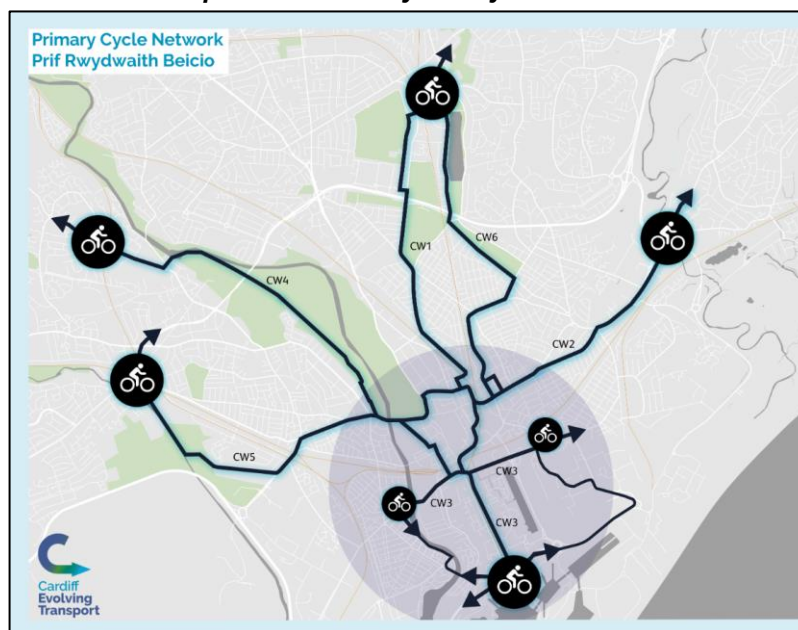 Primary Cycle Network
Prif Rwydwaith Beicio
CW1
CW6
CW4
CW2
CW5
CW3
CW3
CW3
Cardiff
Evolving
Transport